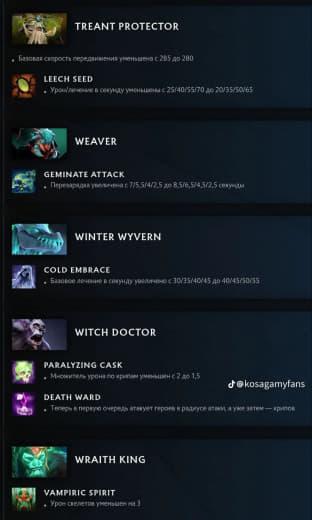 TREANT PROTECTOR
Базовая скорость передвижения уменьшена с 285 до 280
LEECH SEED
Урон/лечение в секунду уменьшены с 25/40/55/70 до 20/35/50/65
WEAVER
GEMINATE ATTACK
Перезарядка увеличена с 7/5,5/4/2,5 до 8,5/6,5/4,5/2,5 секунды
WINTER WYVERN
COLD EMBRACE
Базовое лечение в секунду увеличено с 30/35/40/45 до 40/45/50/55
WITCH DOCTOR
PARALYZING CASK
Множитель урона по крипам уменьшен с 2 до 1,5
@kosagamyfans
DEATH WARD
Теперь в первую очередь атакует героев в радиусе атаки, а уже затем — крипов
WRAITH KING
VAMPIRIC SPIRIT
Урон скелетов уменьшен на 3